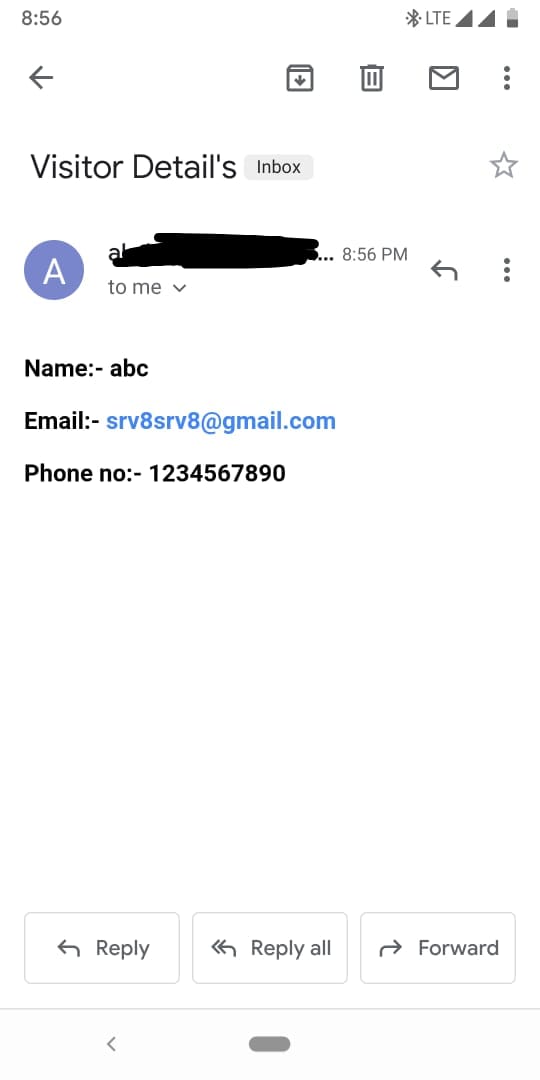 8:56
LTE
Visitor Detail's Inbox
... 8:56 PM
A
to me
Name:- abc
Email:- srv8srv8@gmail.com
Phone no:- 1234567890
Reply Reply all Forward